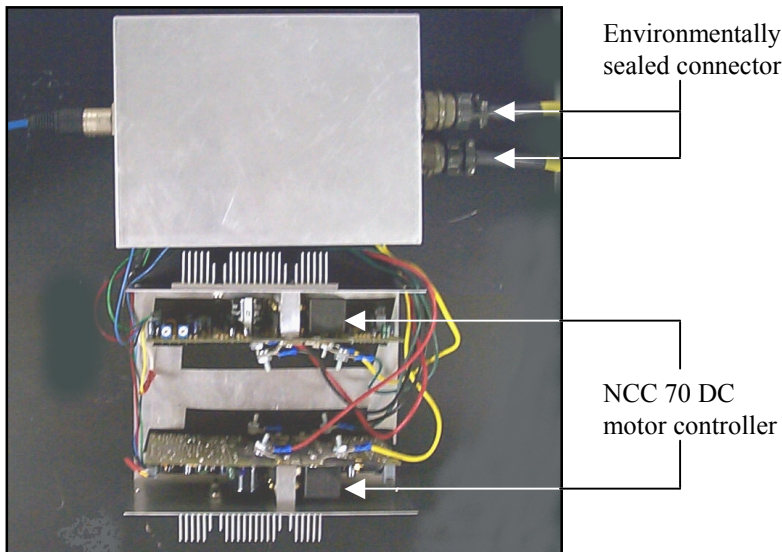 Environmentally
sealed connector
NCC 70 DC
motor controller